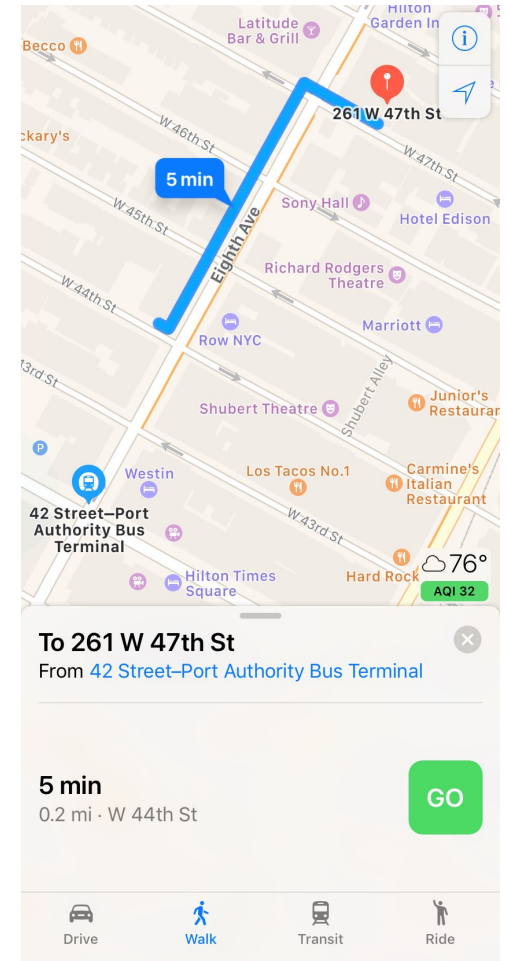 Hilton
Garden In
Latitude
Bar & Grill
Becco
ckary's
261 W 47th St
W 46th St
W 47th St
5 min
Sony Hall
Hotel Edison
W 45th St
Eighth Ave
Richard Rodgers
Theatre
W 44th St
Marriott
Row NYC
13rd St
Shubert Alley
Junior's
Restaurar
Shubert Theatre
P
Westin
Los Tacos No.1
Carmine's
Italian
Restaurant
42 Street–Port
Authority Bus
Terminal
W 43rd St
Hilton Times
Square
Hard Rock
76°
AQI 32
To 261 W 47th St
From 42 Street–Port Authority Bus Terminal
5 min
0.2 mi · W 44th St
GO
Drive
Walk
Transit
Ride